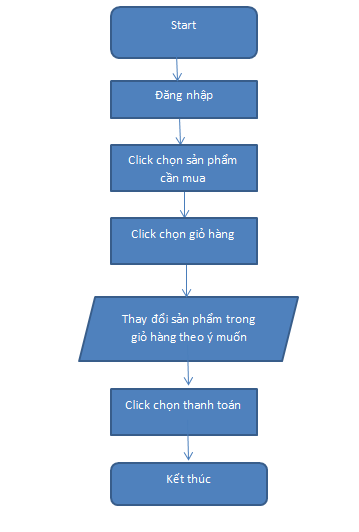 Start
Đăng nhập
Click chọn sản phẩm
cần mua
Click chọn giỏ hàng
Thay đổi sản phẩm trong
giỏ hàng theo ý muốn
Click chọn thanh toán
Kết thúc